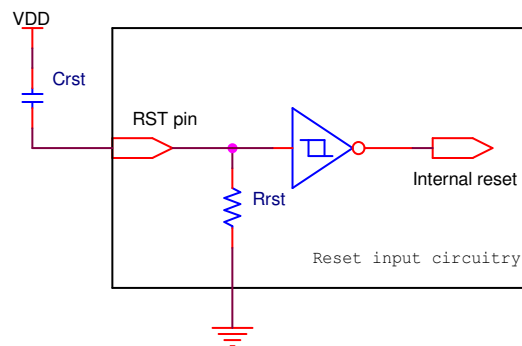 VDD
Crst
RST pin
Rrst
Internal reset
Reset input circuitry